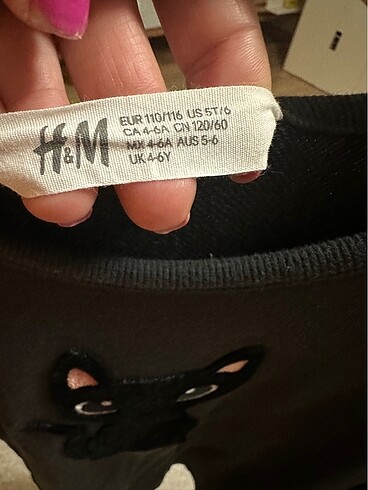 H&M
EUR 110/116 US 5T/6
CA 4-6A CN 120/60
MX 4-6A AUS 5-6
UK 4-6Y